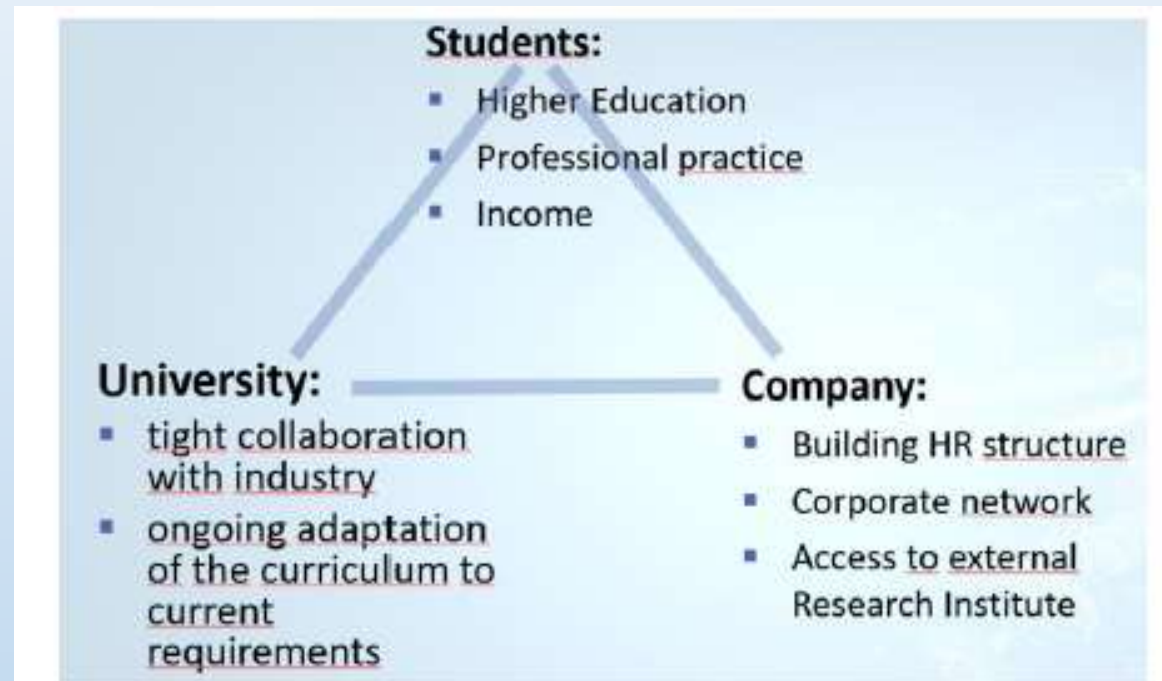 Students:
▪ Higher Education
▪ Professional practice
▪ Income
University:
▪ tight collaboration
with industry
▪ ongoing adaptation
of the curriculum to
current
requirements
Company:
▪ Building HR structure
▪ Corporate network
▪ Access to external
Research Institute